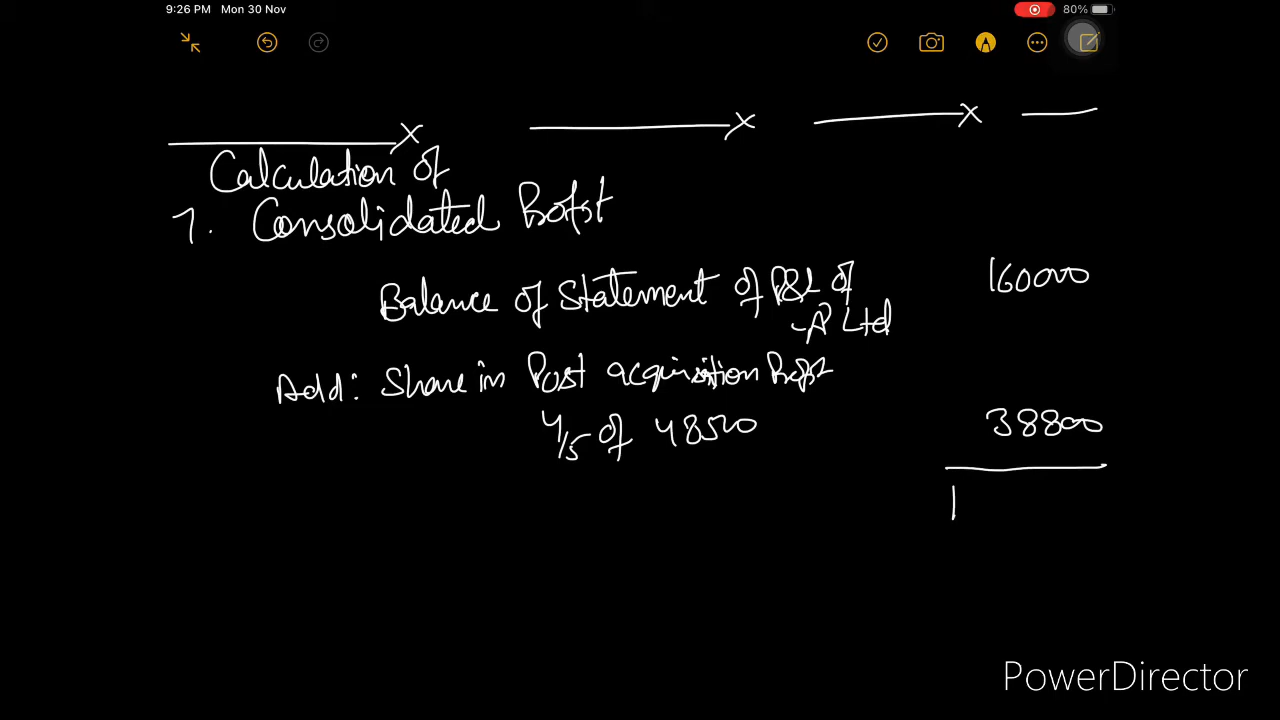 9:26 PM Mon 30 Nov
80%
Calculation of
7. Consolidated Profit
Balance of Statement of P&L of 160000
- A Ltd
Add: Share in Post acquisition Profit
4/5 of 48500 38800
1
PowerDirector